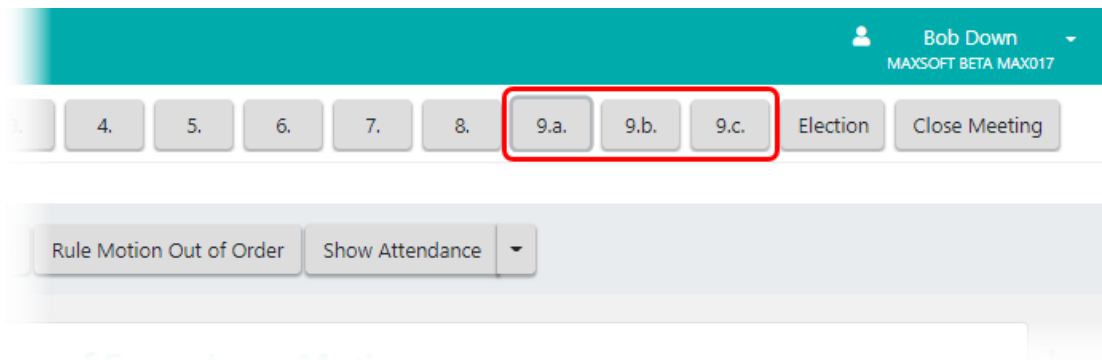 Bob Down
MAXSOFT BETA MAX017
3. 4. 5. 6. 7. 8. 9.a. 9.b. 9.c. Election Close Meeting
Rule Motion Out of Order Show Attendance